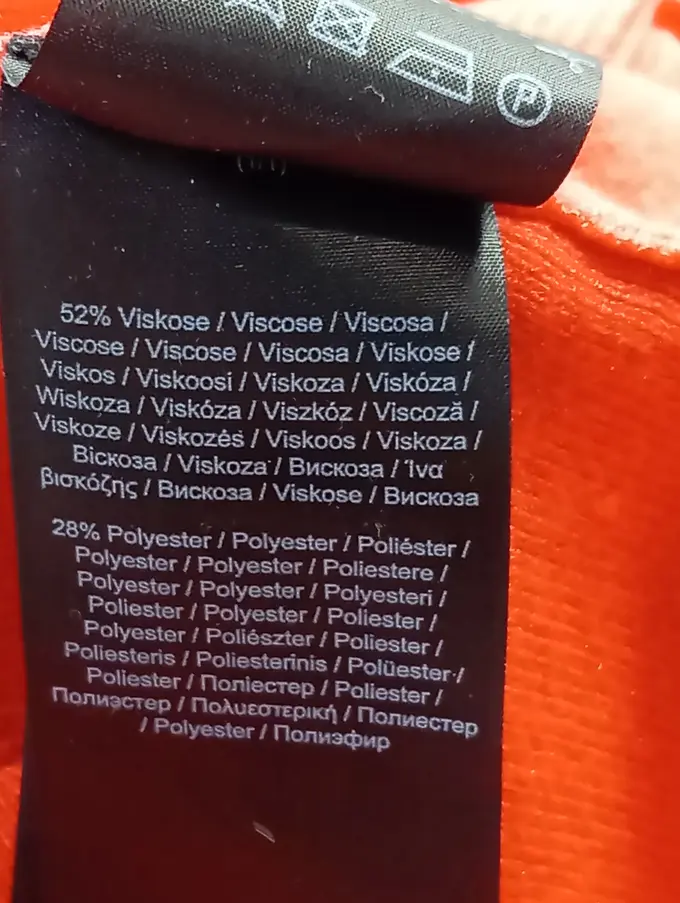 P
52% Viskose / Viscose / Viscosa /
Viscose / Viscose / Viscosa / Viskose /
Viskos / Viskoosi / Viskoza / Viskóza /
Wiskoza / Viskóza / Viszkóz / Viscoză /
Viskoze / Viskozės / Viskoos / Viskoza /
Віскоза / Viskoza / Вискоза / Ίνα
βισκόζης / Вискоза / Viskose / Вискоза
28% Polyester / Polyester / Poliéster /
Polyester / Polyester / Poliestere /
Polyester / Polyester / Polyesteri /
Poliester / Polyester / Poliester /
Polyester / Poliészter / Poliester /
Poliesteris / Poliesterinis / Polüester /
Poliester / Поліестер / Poliester /
Полиэстер / Πολυεστερική / Полиестер
/ Polyester / Полиэфир